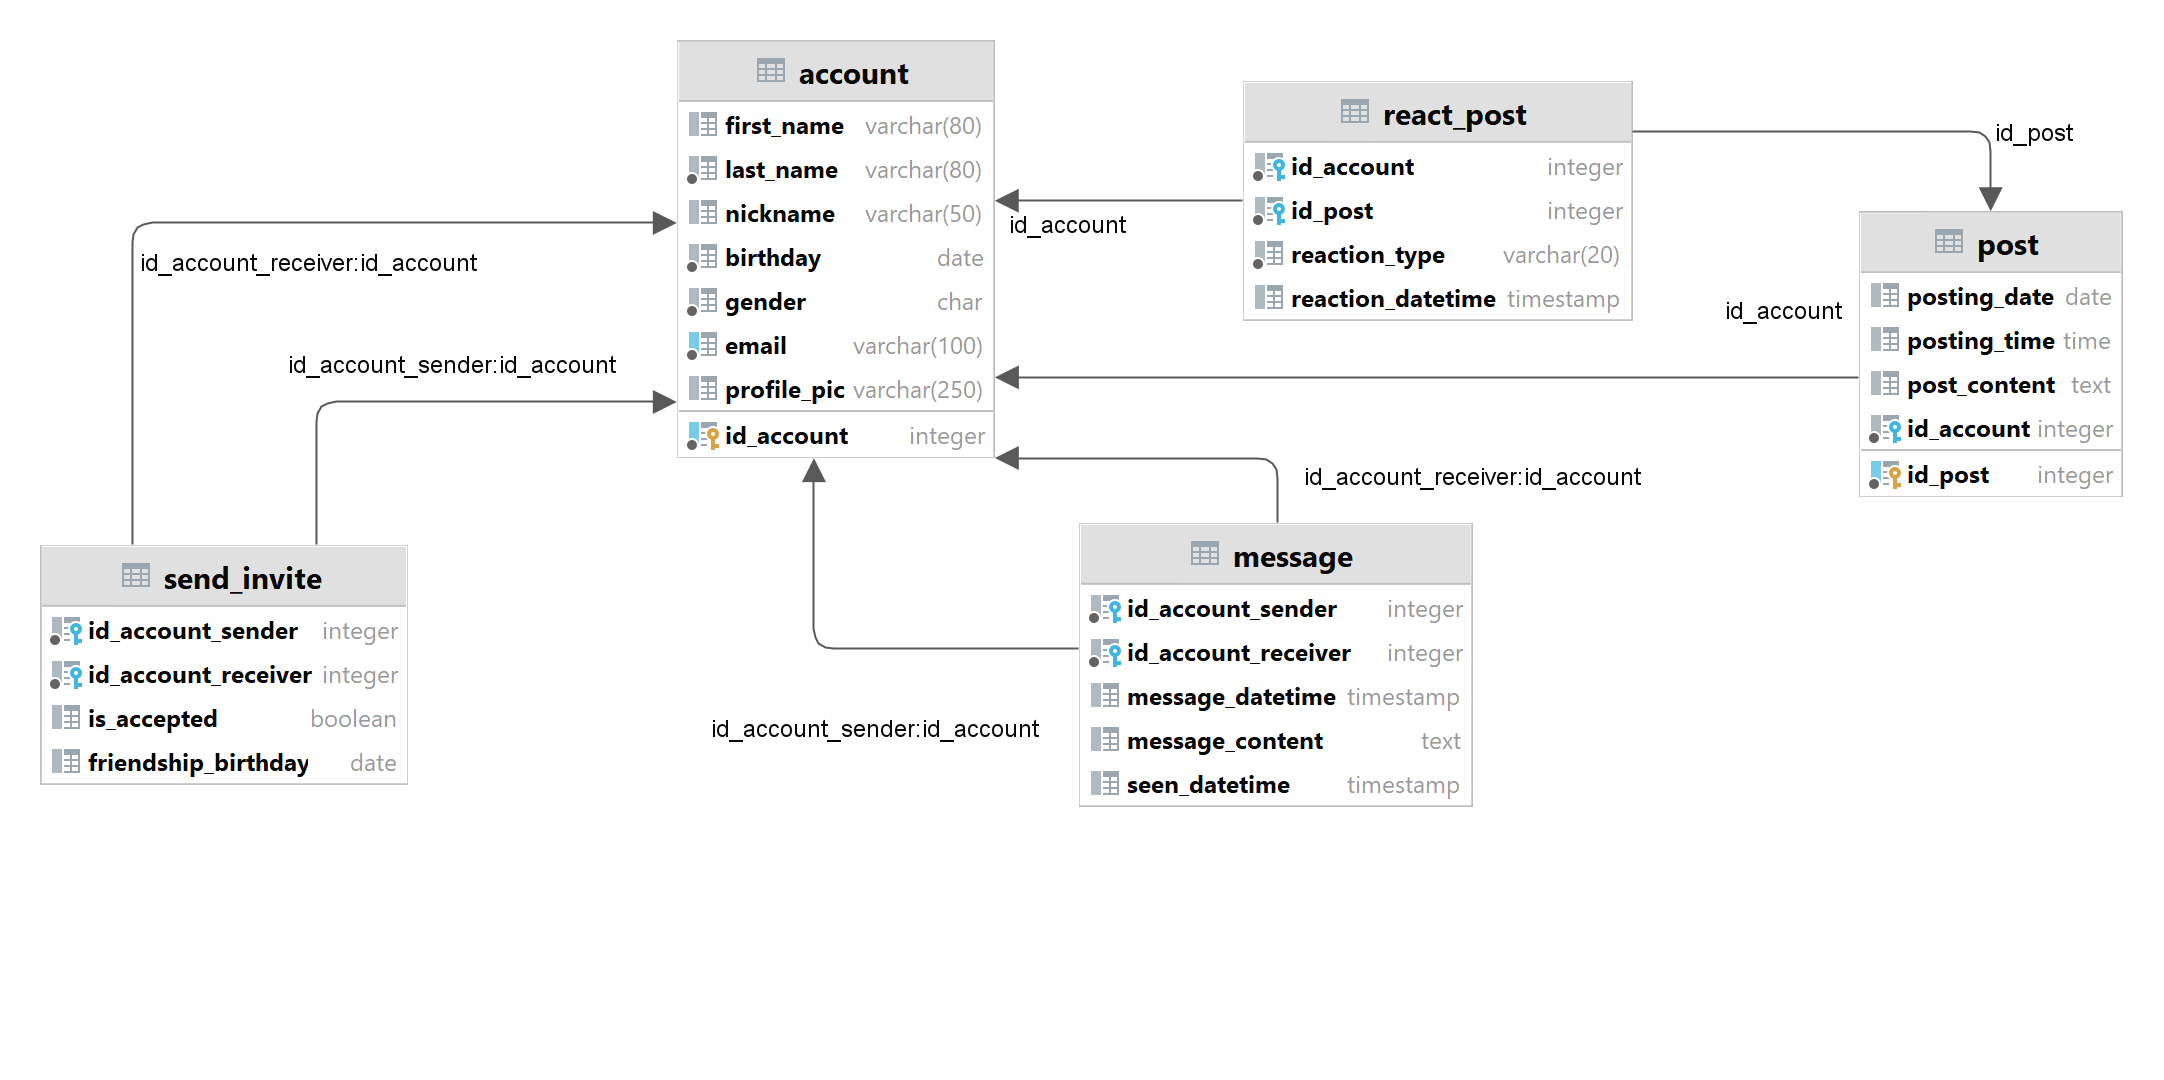 account
first_name varchar(80)
last_name varchar(80)
nickname varchar(50)
birthday date
gender char
email varchar(100)
profile_pic varchar(250)
id_account integer
react_post
id_account integer
id_post integer
reaction_type varchar(20)
reaction_datetime timestamp
id_post
id_account
post
posting_date date
posting_time time
post_content text
id_account integer
id_post integer
id_account
id_account_receiver:id_account
id_account_sender:id_account
id_account_receiver:id_account
send_invite
id_account_sender integer
id_account_receiver integer
is_accepted boolean
friendship_birthday date
message
id_account_sender integer
id_account_receiver integer
message_datetime timestamp
message_content text
seen_datetime timestamp
id_account_sender:id_account